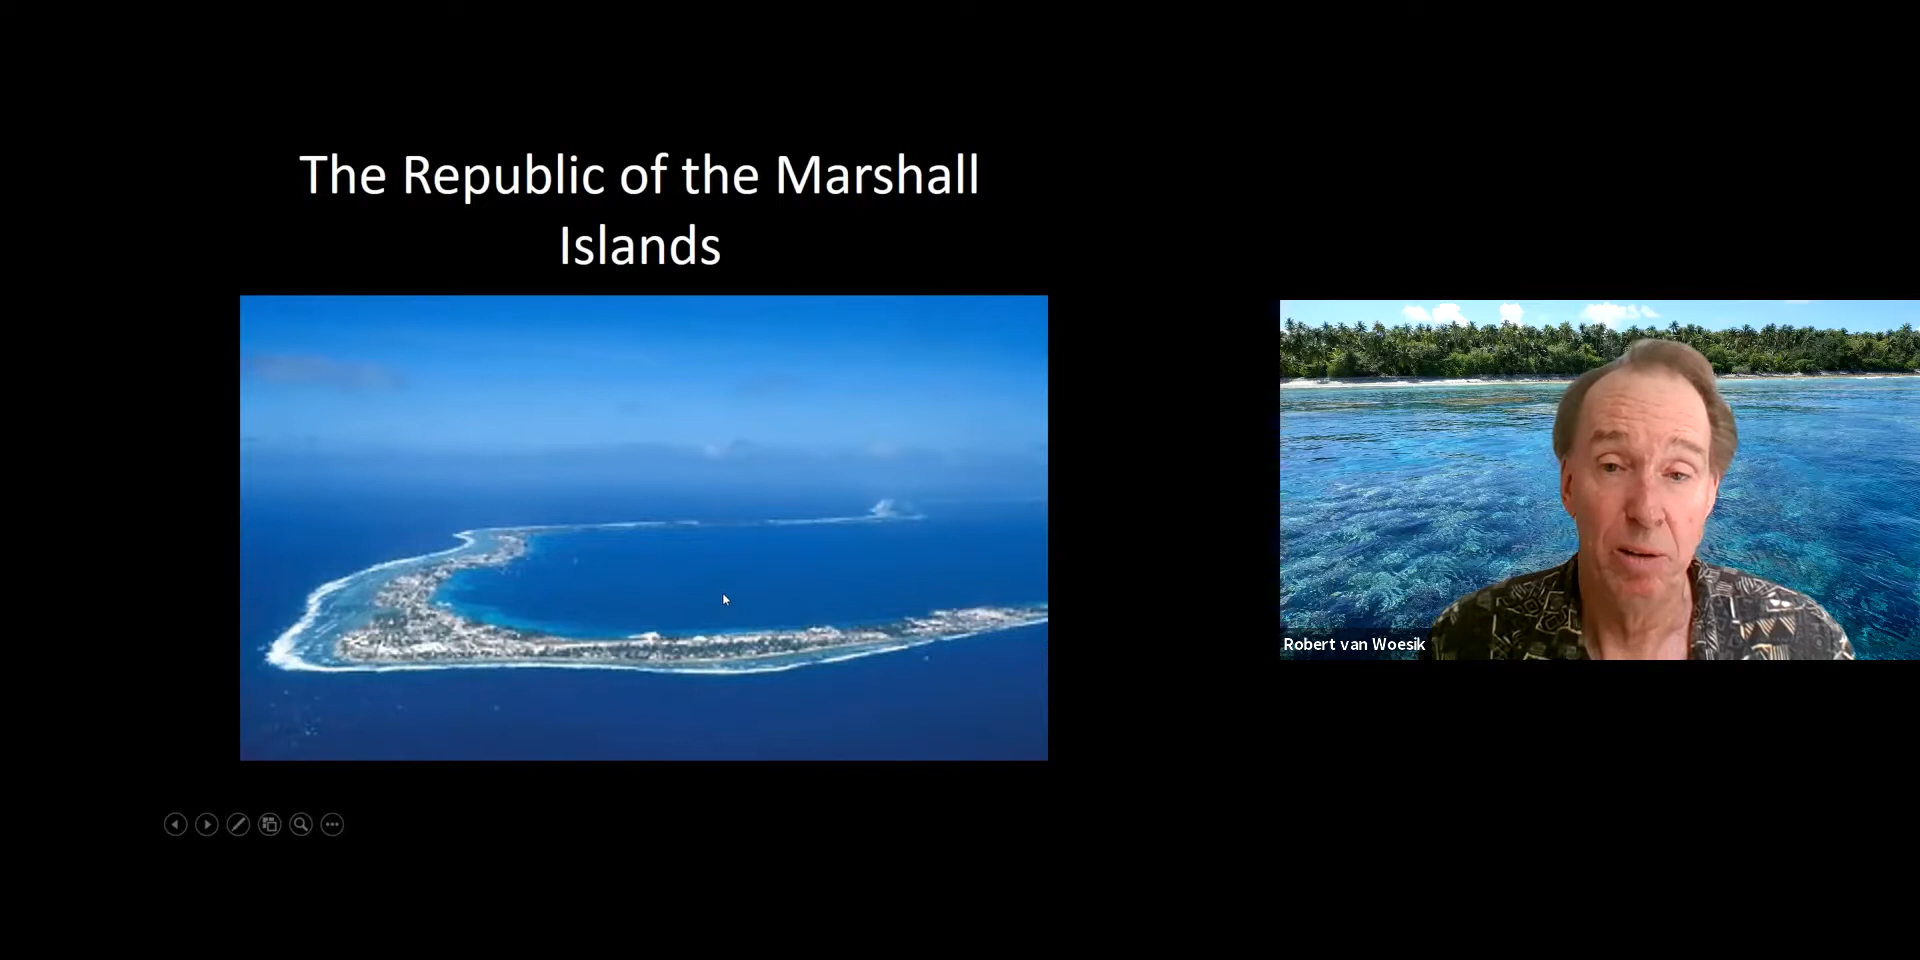 The Republic of the Marshall
Islands
Robert van Woesik